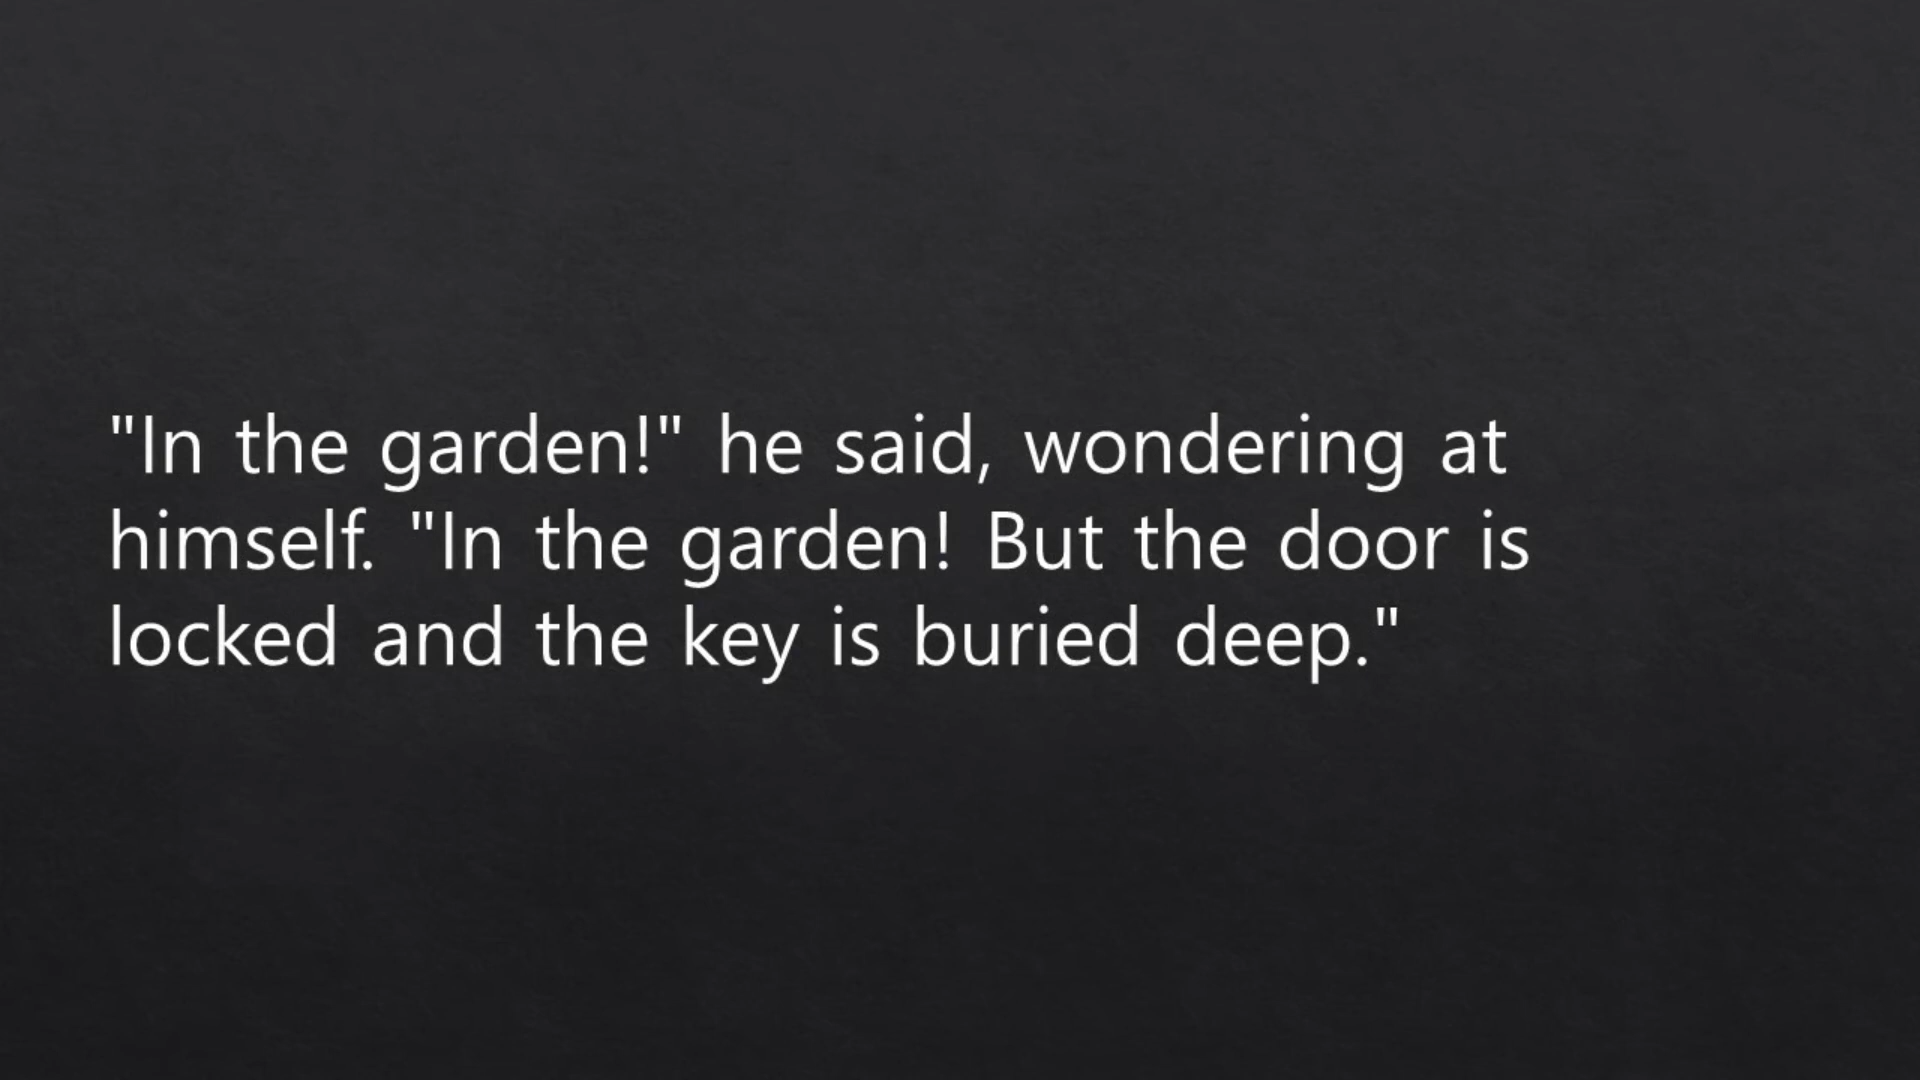 "In the garden!" he said, wondering at
himself. "In the garden! But the door is
locked and the key is buried deep."